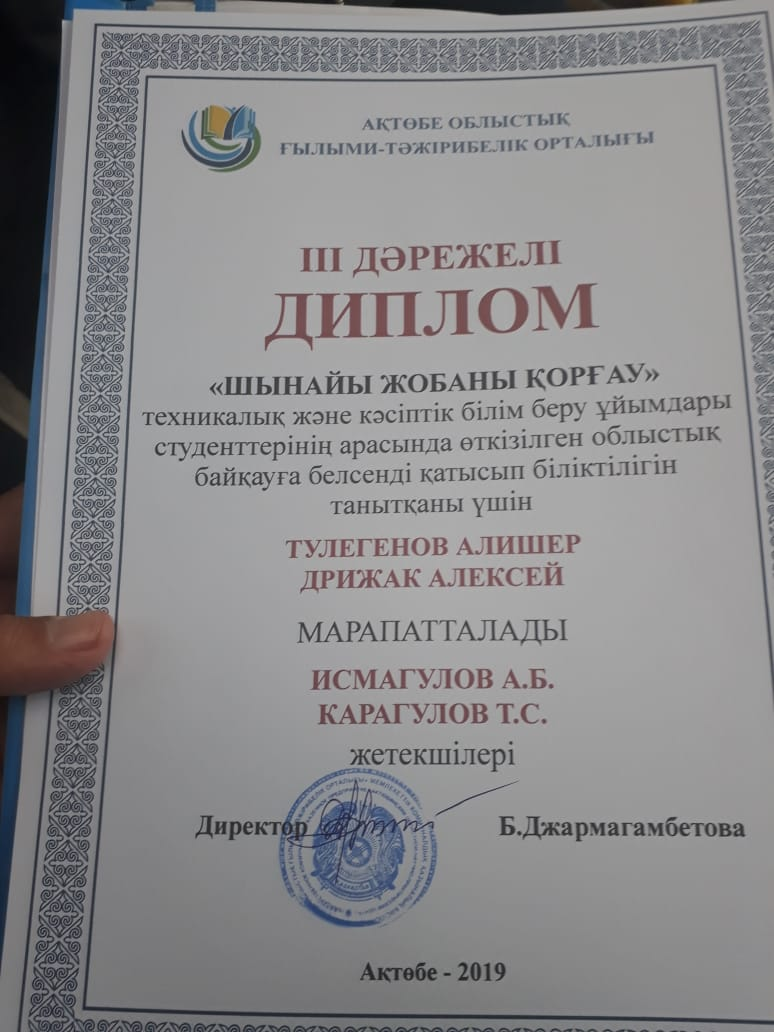 АҚТӨБЕ ОБЛЫСТЫҚ
ҒЫЛЫМИ-ТӘЖІРИБЕЛІК ОРТАЛЫҒЫ
III ДӘРЕЖЕЛІ
ДИПЛОМ
«ШЫНАЙЫ ЖОБАНЫ ҚОРҒАУ»
техникалық және кәсіптік білім беру ұйымдары
студенттерінің арасында өткізілген облыстық
байқауға белсенді қатысып біліктілігін
танытқаны үшін
ТУЛЕГЕНОВ АЛИШЕР
ДРИЖАК АЛЕКСЕЙ
МАРАПАТТАЛАДЫ
ИСМАГУЛОВ А.Б.
КАРАГУЛОВ Т.С.
жетекшілері
Директор
Б.Джармагамбетова
ҚАЗАҚСТАН
Ақтөбе - 2019